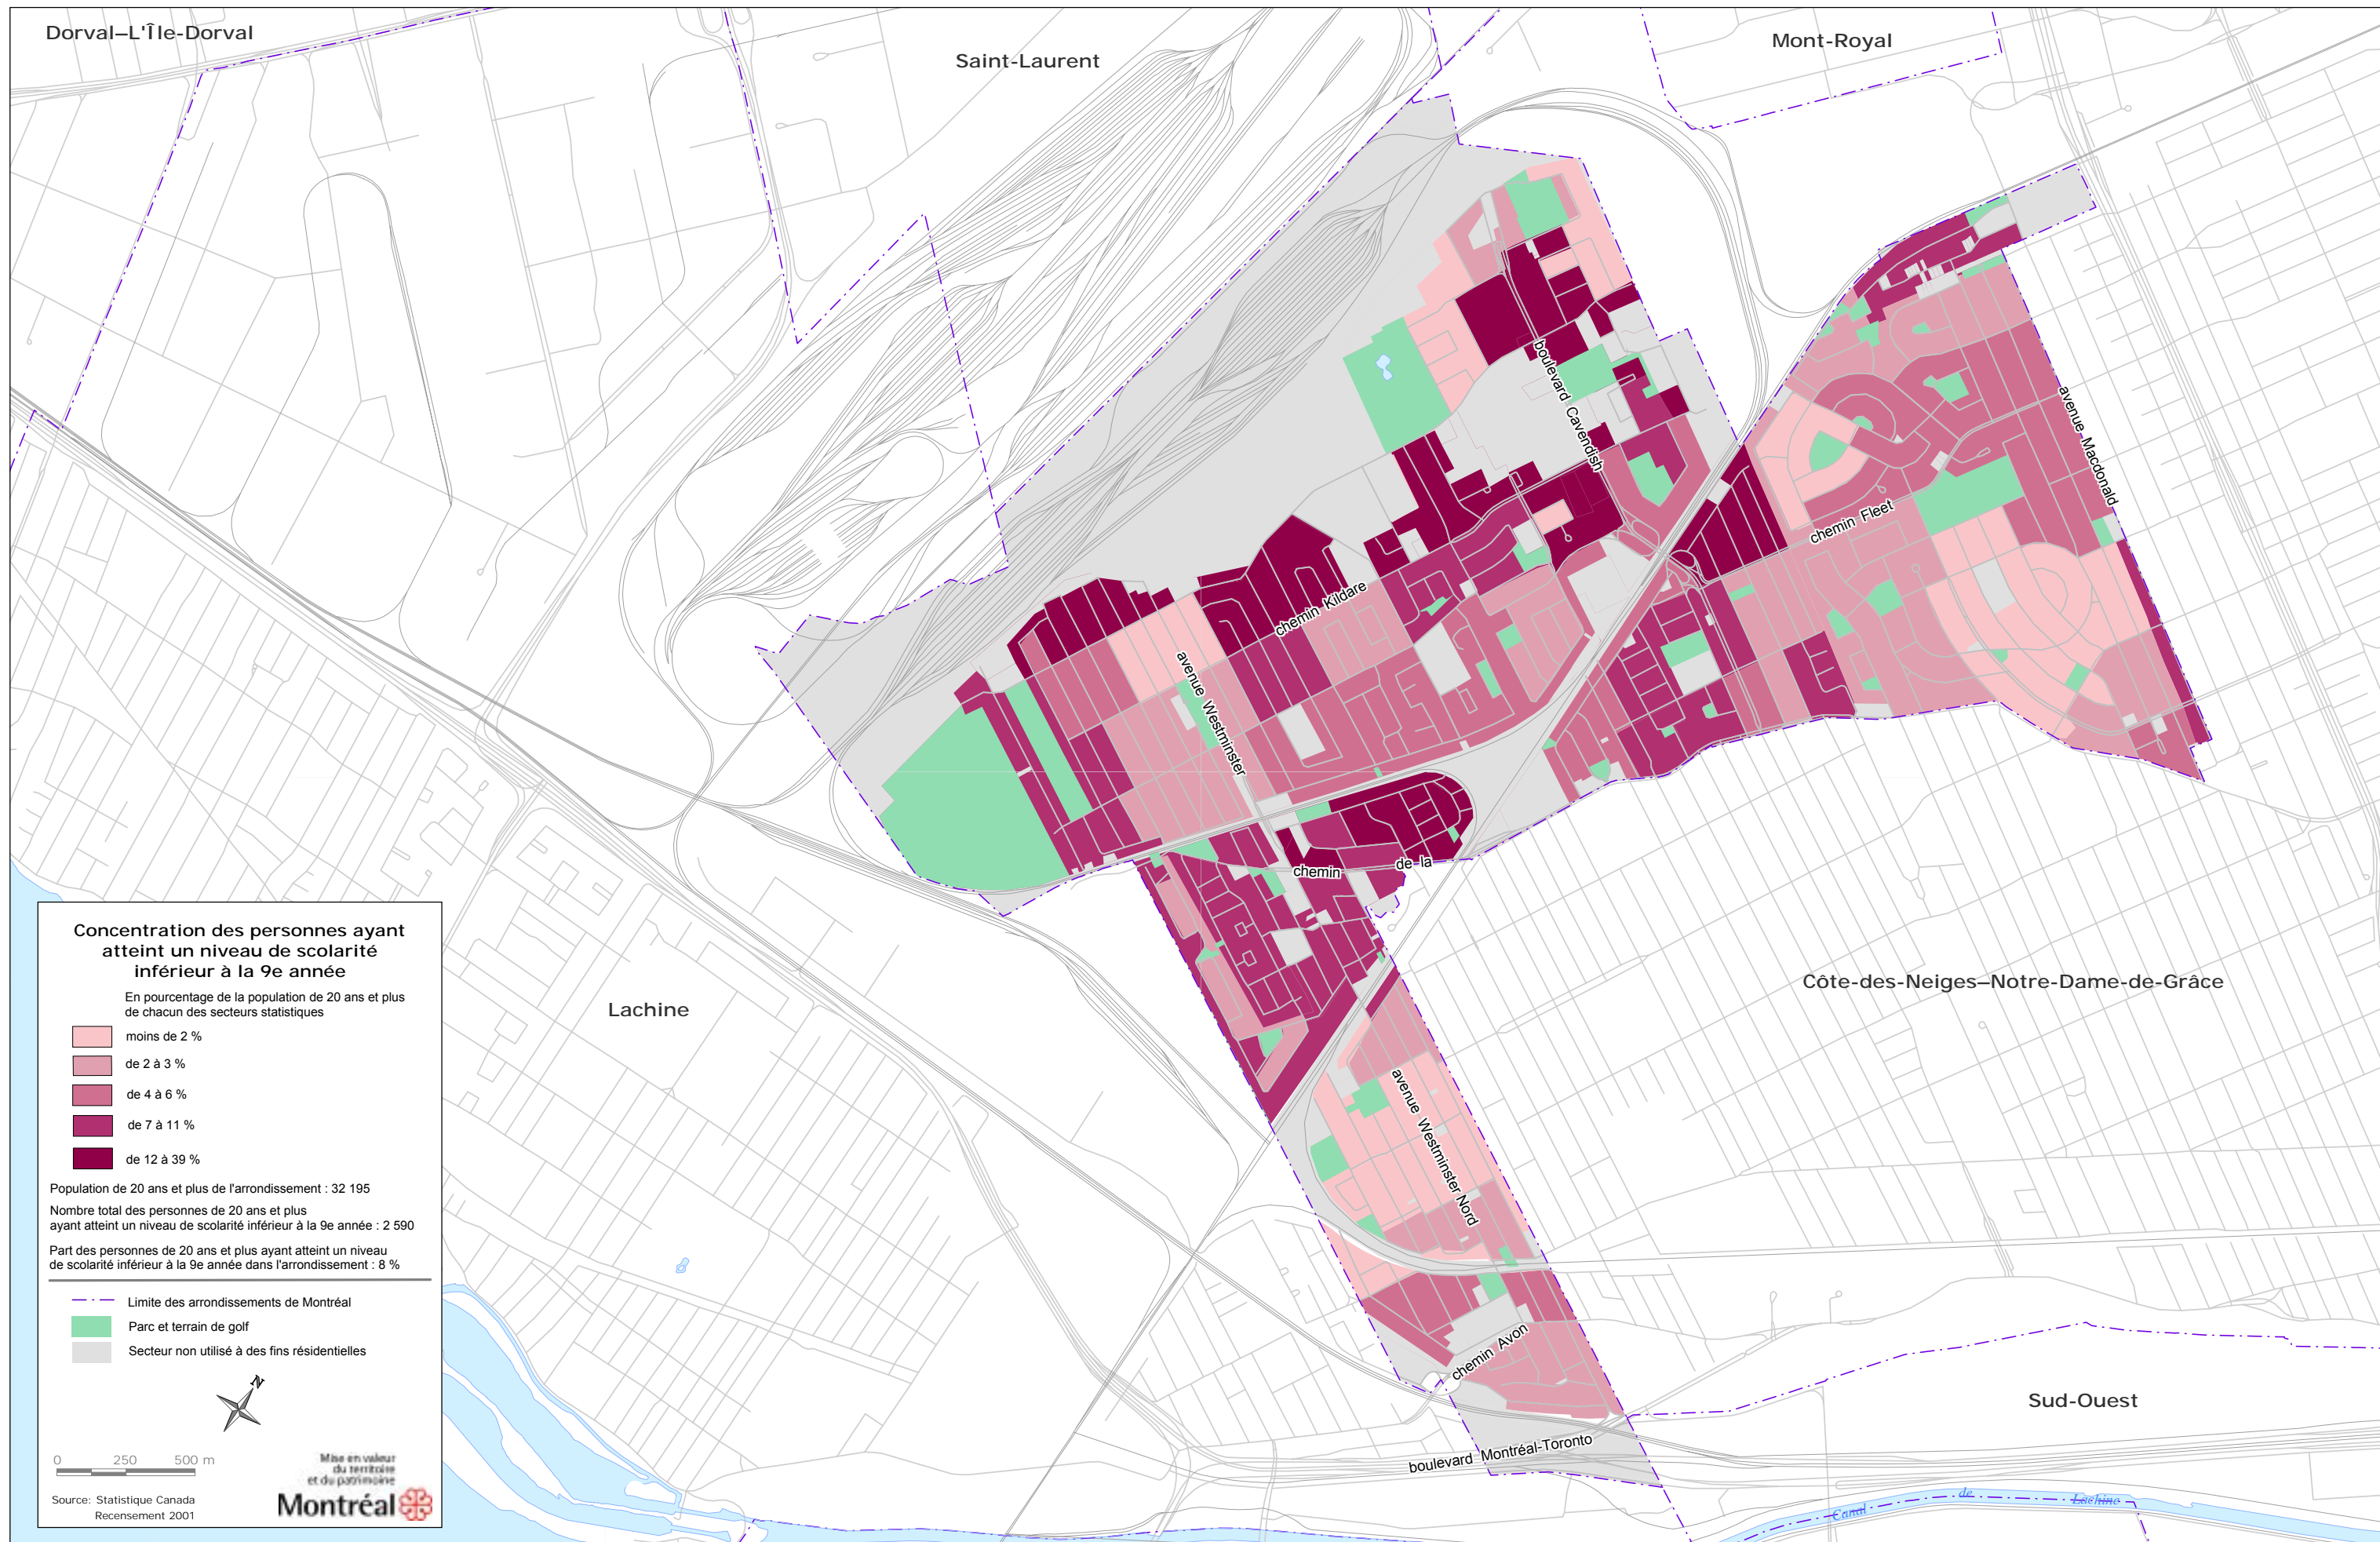 Dorval–L'Île-Dorval
Saint-Laurent
Mont-Royal
boulevard Cavendish
avenue Macdonald
chemin Fleet
chemin Kildare
avenue Westminster
chemin de la
Lachine
Côte-des-Neiges–Notre-Dame-de-Grâce
avenue Westminster Nord
chemin Avon
Sud-Ouest
boulevard Montréal-Toronto
Canal de Lachine
Concentration des personnes ayant
atteint un niveau de scolarité
inférieur à la 9e année
En pourcentage de la population de 20 ans et plus
de chacun des secteurs statistiques
moins de 2 %
de 2 à 3 %
de 4 à 6 %
de 7 à 11 %
de 12 à 39 %
Population de 20 ans et plus de l'arrondissement : 32 195
Nombre total des personnes de 20 ans et plus
ayant atteint un niveau de scolarité inférieur à la 9e année : 2 590
Part des personnes de 20 ans et plus ayant atteint un niveau
de scolarité inférieur à la 9e année dans l'arrondissement : 8 %
Limite des arrondissements de Montréal
Parc et terrain de golf
Secteur non utilisé à des fins résidentielles
N
0 250 500 m
Source: Statistique Canada
Recensement 2001
Mise en valeur
du territoire
et du patrimoine
Montréal